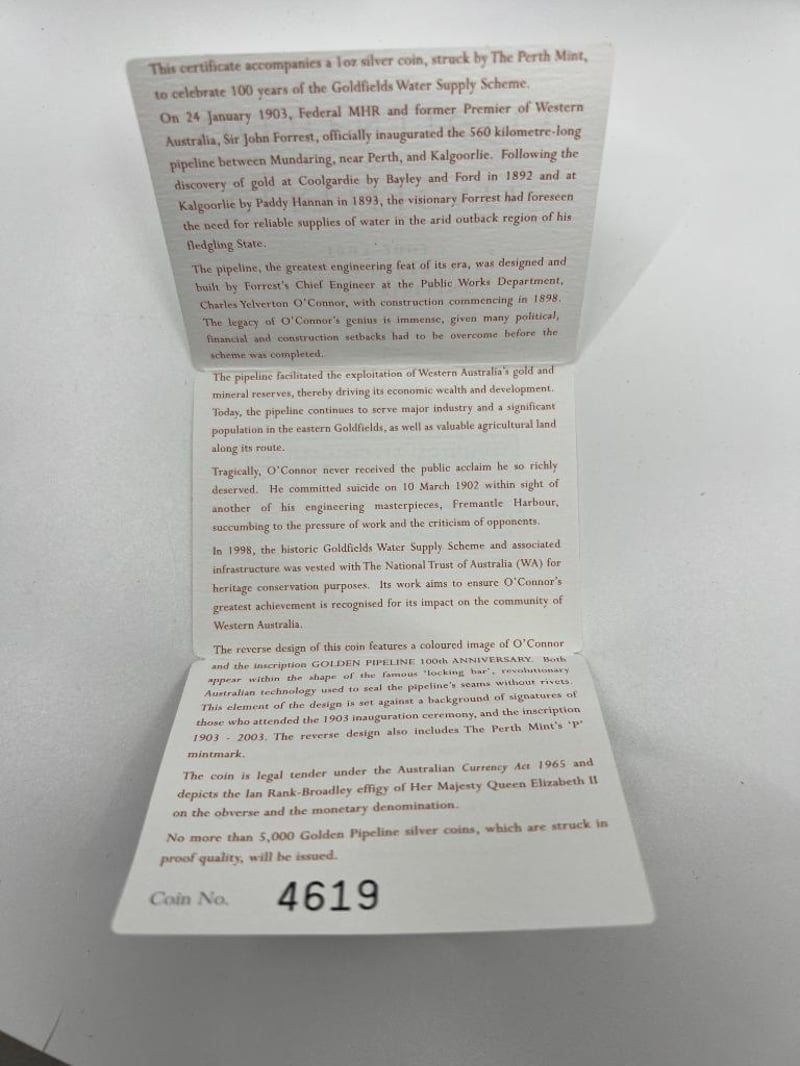 This certificate accompanies a 1oz silver coin, struck by The Perth Mint,
to celebrate 100 years of the Goldfields Water Supply Scheme.
On 24 January 1903, Federal MHR and former Premier of Western
Australia, Sir John Forrest, officially inaugurated the 560 kilometre-long
pipeline between Mundaring, near Perth, and Kalgoorlie. Following the
discovery of gold at Coolgardie by Bayley and Ford in 1892 and at
Kalgoorlie by Paddy Hannan in 1893, the visionary Forrest had foreseen
the need for reliable supplies of water in the arid outback region of his
fledgling State.
The pipeline, the greatest engineering feat of its era, was designed and
built by Forrest's Chief Engineer at the Public Works Department,
Charles Yelverton O'Connor, with construction commencing in 1898.
The legacy of O'Connor's genius is immense, given many political,
financial and construction setbacks had to be overcome before the
scheme was completed.
The pipeline facilitated the exploitation of Western Australia's gold and
mineral reserves, thereby driving its economic wealth and development.
Today, the pipeline continues to serve major industry and a significant
population in the eastern Goldfields, as well as valuable agricultural land
along its route.
Tragically, O'Connor never received the public acclaim he so richly
deserved. He committed suicide on 10 March 1902 within sight of
another of his engineering masterpieces, Fremantle Harbour,
succumbing to the pressure of work and the criticism of opponents.
In 1998, the historic Goldfields Water Supply Scheme and associated
infrastructure was vested with The National Trust of Australia (WA) for
heritage conservation purposes. Its work aims to ensure O'Connor's
greatest achievement is recognised for its impact on the community of
Western Australia.
The reverse design of this coin features a coloured image of O'Connor
and the inscription GOLDEN PIPELINE 100th ANNIVERSARY. Both
appear within the shape of the famous 'locking bar', revolutionary
Australian technology used to seal the pipeline's seams without rivets.
This element of the design is set against a background of signatures of
those who attended the 1903 inauguration ceremony, and the inscription
1903 - 2003. The reverse design also includes The Perth Mint's 'P'
mintmark.
The coin is legal tender under the Australian Currency Act 1965 and
depicts the Ian Rank-Broadley effigy of Her Majesty Queen Elizabeth II
on the obverse and the monetary denomination.
No more than 5,000 Golden Pipeline silver coins, which are struck in
proof quality, will be issued.
Coin No. 4619